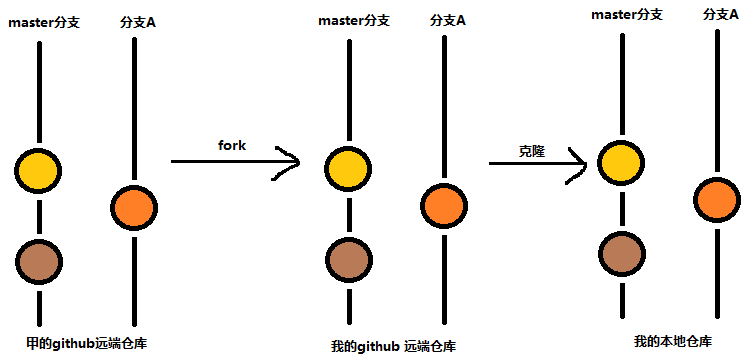 master分支 分支A
master分支 分支A
master分支 分支A
fork
克隆
甲的github远端仓库
我的github 远端仓库
我的本地仓库